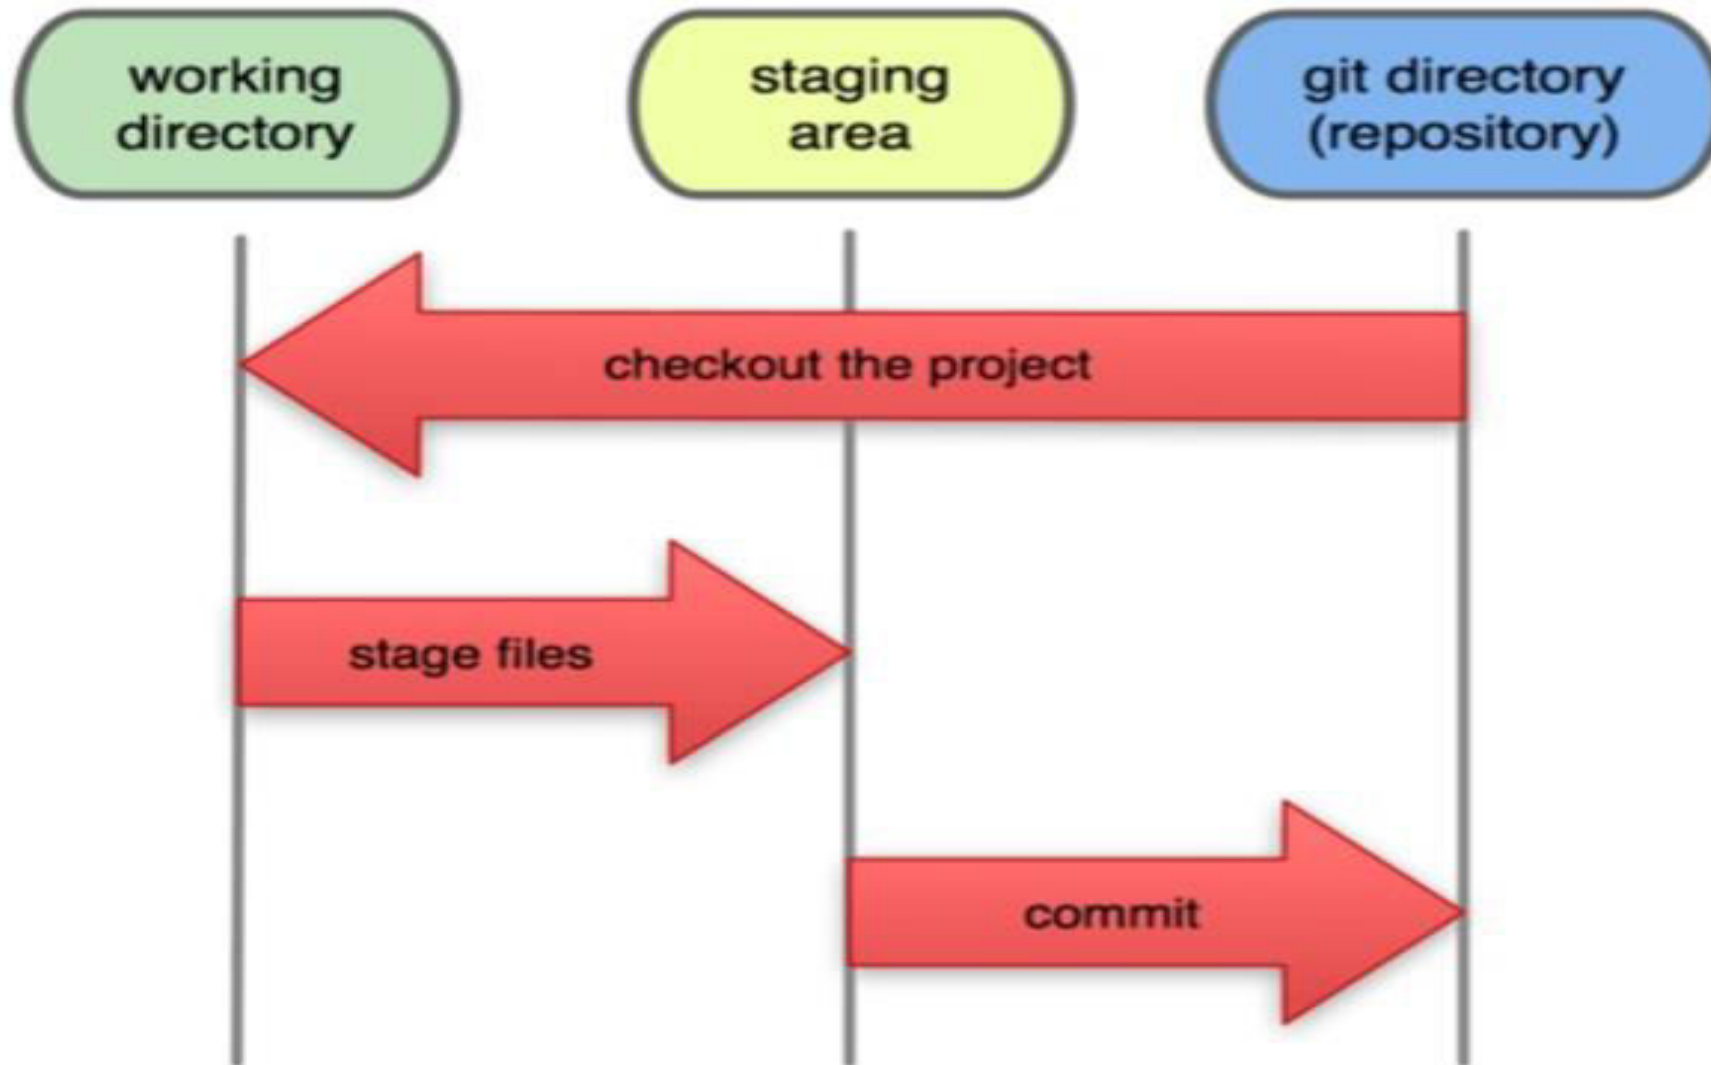 working
directory
staging
area
git directory
(repository)
checkout the project
stage files
commit